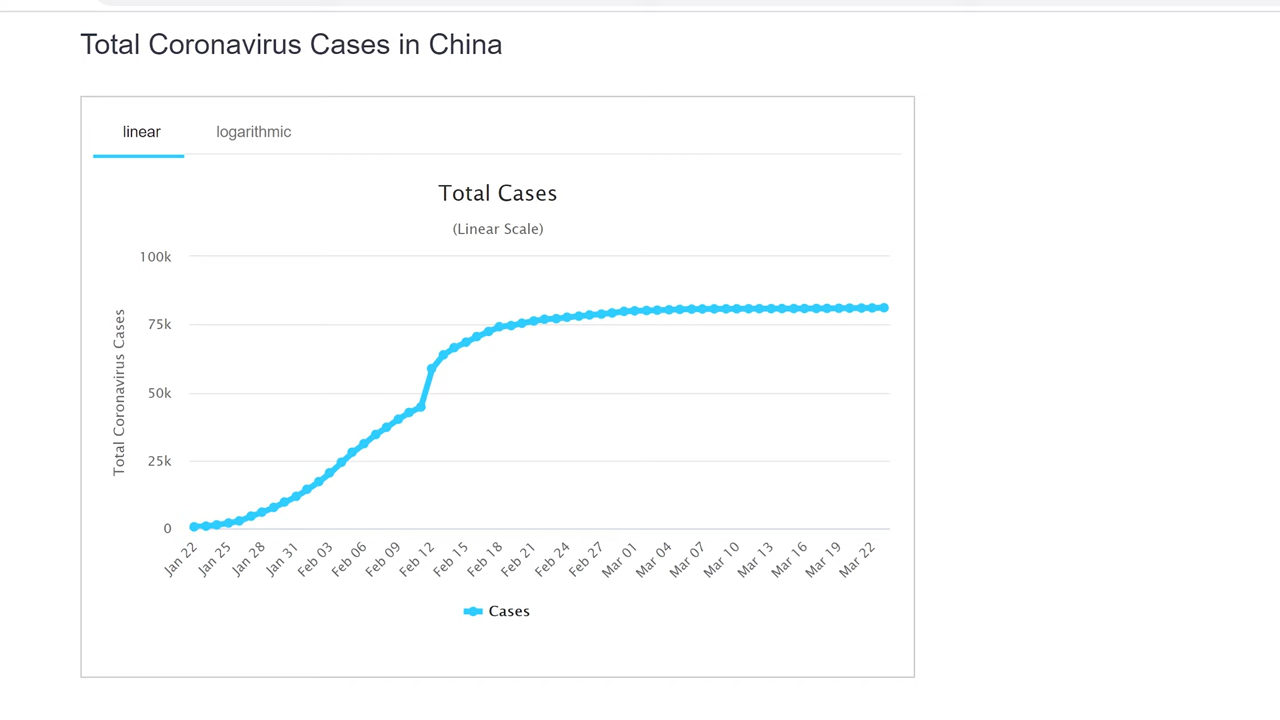 Total Coronavirus Cases in China
linear logarithmic
Total Cases
(Linear Scale)
Total Coronavirus Cases
100k
75k
50k
25k
0
Jan 22 Jan 25 Jan 28 Jan 31 Feb 03 Feb 06 Feb 09 Feb 12 Feb 15 Feb 18 Feb 21 Feb 24 Feb 27 Mar 01 Mar 04 Mar 07 Mar 10 Mar 13 Mar 16 Mar 19 Mar 22
Cases